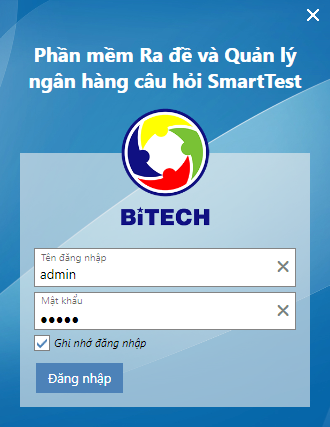 Phần mềm Ra đề và Quản lý
ngân hàng câu hỏi SmartTest
BiTECH
Tên đăng nhập
admin
Mật khẩu
●●●●●
Ghi nhớ đăng nhập
Đăng nhập